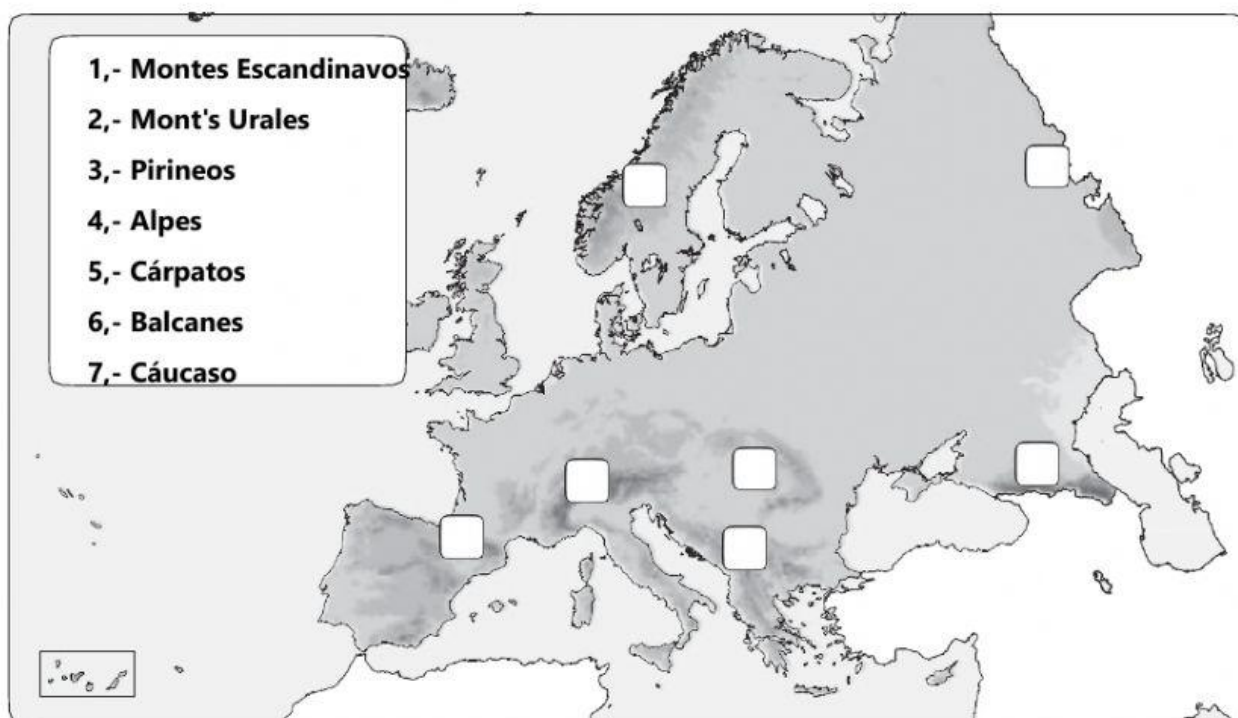 1,- Montes Escandinavos
2,- Mont's Urales
3,- Pirineos
4,- Alpes
5,- Cárpatos
6,- Balcanes
7,- Cáucaso